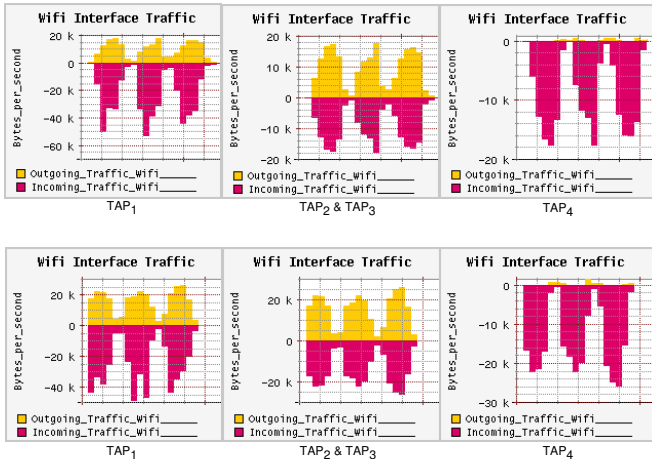 Wifi Interface Traffic
Bytes_per_second
20 k
0
-20 k
-40 k
-60 k
Outgoing_Traffic_Wifi______
Incoming_Traffic_Wifi______
TAP1
Wifi Interface Traffic
Bytes_per_second
20 k
10 k
0
-10 k
-20 k
Outgoing_Traffic_Wifi______
Incoming_Traffic_Wifi______
TAP2 & TAP3
Wifi Interface Traffic
Bytes_per_second
0
-10 k
-20 k
Outgoing_Traffic_Wifi______
Incoming_Traffic_Wifi______
TAP4
Wifi Interface Traffic
Bytes_per_second
20 k
0
-20 k
-40 k
Outgoing_Traffic_Wifi______
Incoming_Traffic_Wifi______
TAP1
Wifi Interface Traffic
Bytes_per_second
20 k
0
-20 k
Outgoing_Traffic_Wifi______
Incoming_Traffic_Wifi______
TAP2 & TAP3
Wifi Interface Traffic
Bytes_per_second
0
-10 k
-20 k
-30 k
Outgoing_Traffic_Wifi______
Incoming_Traffic_Wifi______
TAP4